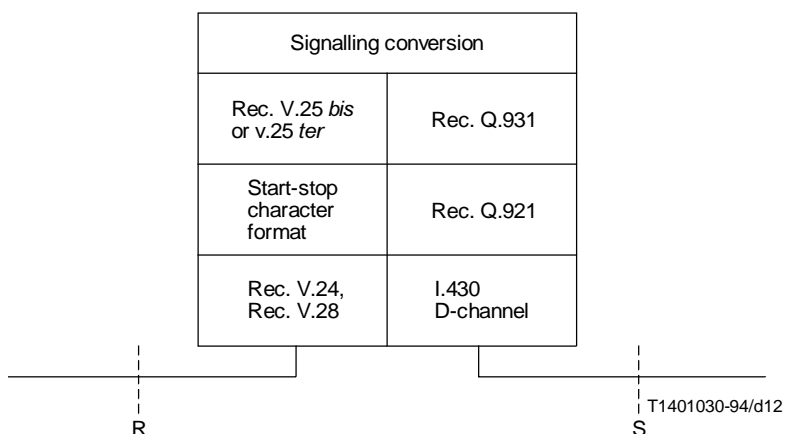 Signalling conversion
Rec. V.25 bis
or v.25 ter
Rec. Q.931
Start-stop
character
format
Rec. Q.921
Rec. V.24,
Rec. V.28
I.430
D-channel
T1401030-94/d12
R
S